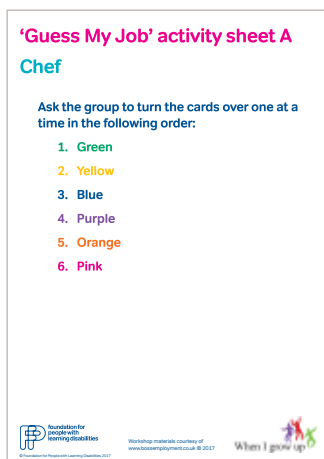 ‘Guess My Job’ activity sheet A
Chef
Ask the group to turn the cards over one at a
time in the following order:
1. Green
2. Yellow
3. Blue
4. Purple
5. Orange
6. Pink
foundation for
people with
learning disabilities
© Foundation for People with Learning Disabilities 2017
Workshop materials courtesy of
www.bossemployment.co.uk © 2017
When I grow up